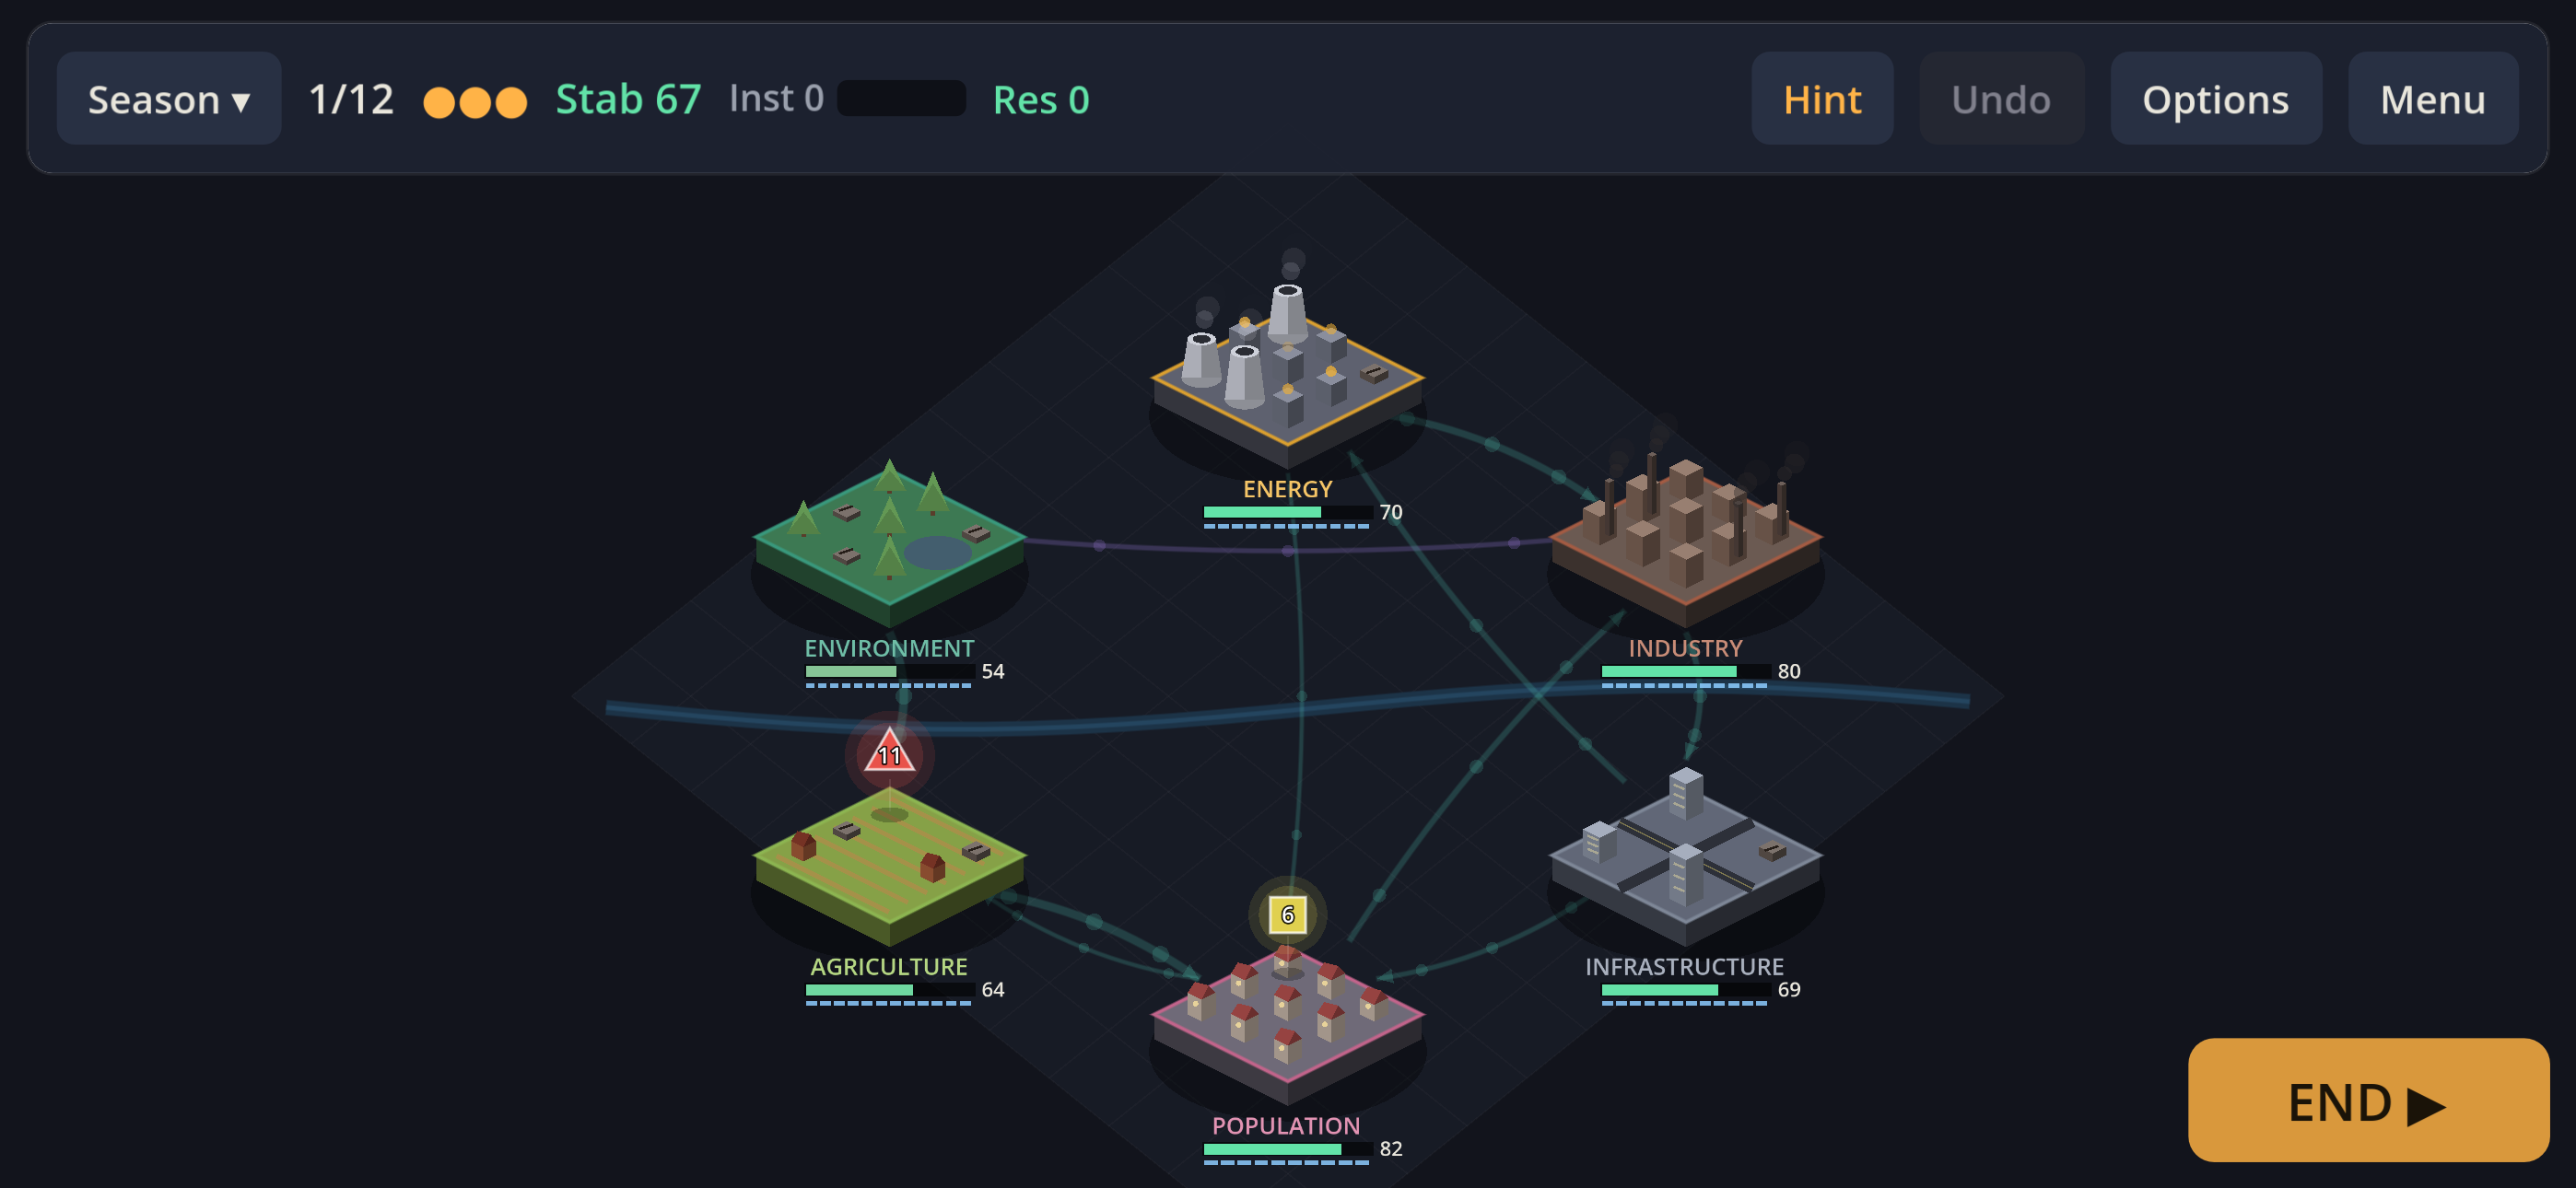 Season ▾ 1/12 Stab 67 Inst 0 Res 0 Hint Undo Options Menu
ENERGY
70
ENVIRONMENT
54
INDUSTRY
80
11
6
AGRICULTURE
64
INFRASTRUCTURE
69
POPULATION
82
END ▶